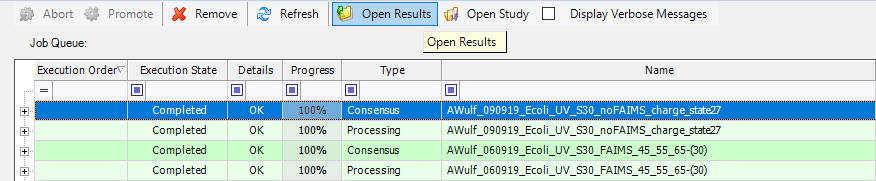 Abort Promote Remove Refresh Open Results Open Study Display Verbose Messages
Job Queue: Open Results
Execution Order Execution State Details Progress Type Name
=
Completed OK 100% Consensus AWulf_090919_Ecoli_UV_S30_noFAIMS_charge_state27
Completed OK 100% Processing AWulf_090919_Ecoli_UV_S30_noFAIMS_charge_state27
Completed OK 100% Consensus AWulf_060919_Ecoli_UV_S30_FAIMS_45_55_65-(30)
Completed OK 100% Processing AWulf_060919_Ecoli_UV_S30_FAIMS_45_55_65-(30)